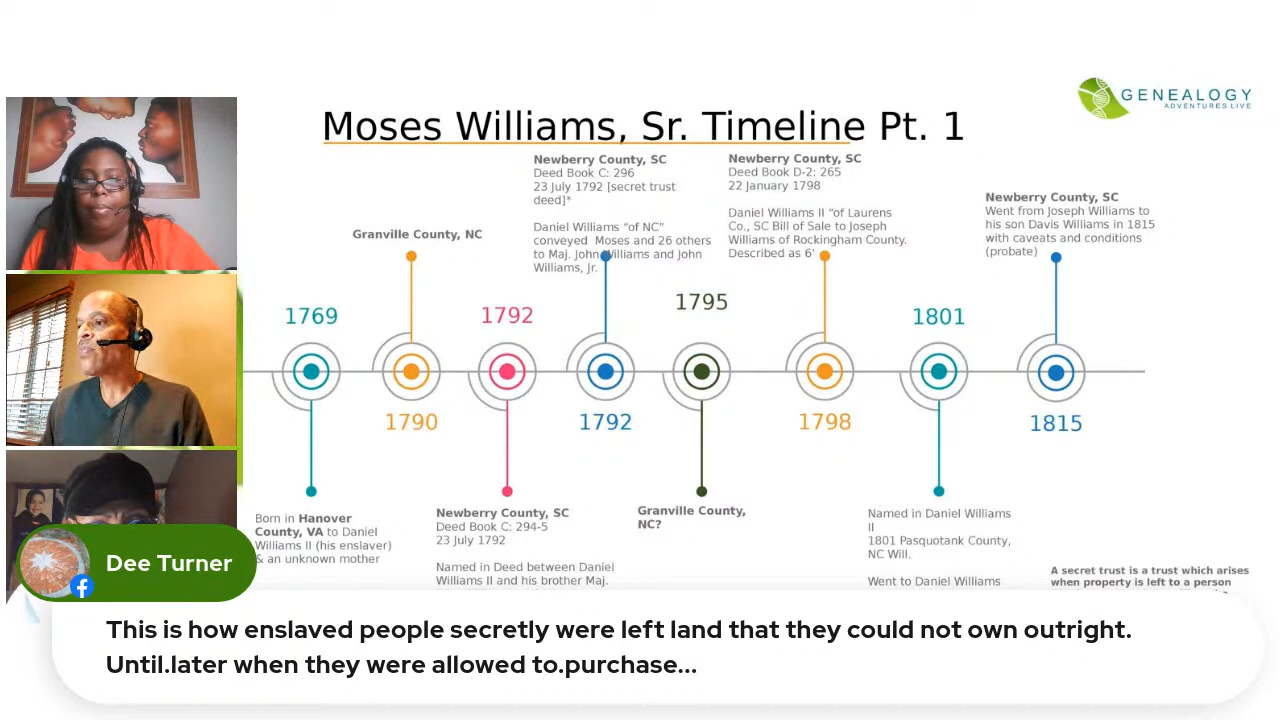 GENEALOGY
ADVENTURES LIVE
Moses Williams, Sr. Timeline Pt. 1
Granville County, NC
Newberry County, SC
Deed Book C: 296
23 July 1792 [secret trust
deed]*
Daniel Williams "of NC"
conveyed Moses and 26 others
to Maj. John Williams and John
Williams, Jr.
Newberry County, SC
Deed Book D-2: 265
22 January 1798
Daniel Williams II "of Laurens
Co., SC Bill of Sale to Joseph
Williams of Rockingham County.
Described as 6'
Newberry County, SC
Went from Joseph Williams to
his son Davis Williams in 1815
with caveats and conditions
(probate)
1769
1792
1795
1801
1790
1792
1798
1815
Born in Hanover
County, VA to Daniel
Williams II (his enslaver)
& an unknown mother
Newberry County, SC
Deed Book C: 294-5
23 July 1792
Named in Deed between Daniel
Williams II and his brother Maj.
Granville County,
NC?
Named in Daniel Williams
II
1801 Pasquotank County,
NC Will.
Went to Daniel Williams
A secret trust is a trust which arises
when property is left to a person
Dee Turner
This is how enslaved people secretly were left land that they could not own outright.
Until.later when they were allowed to.purchase...